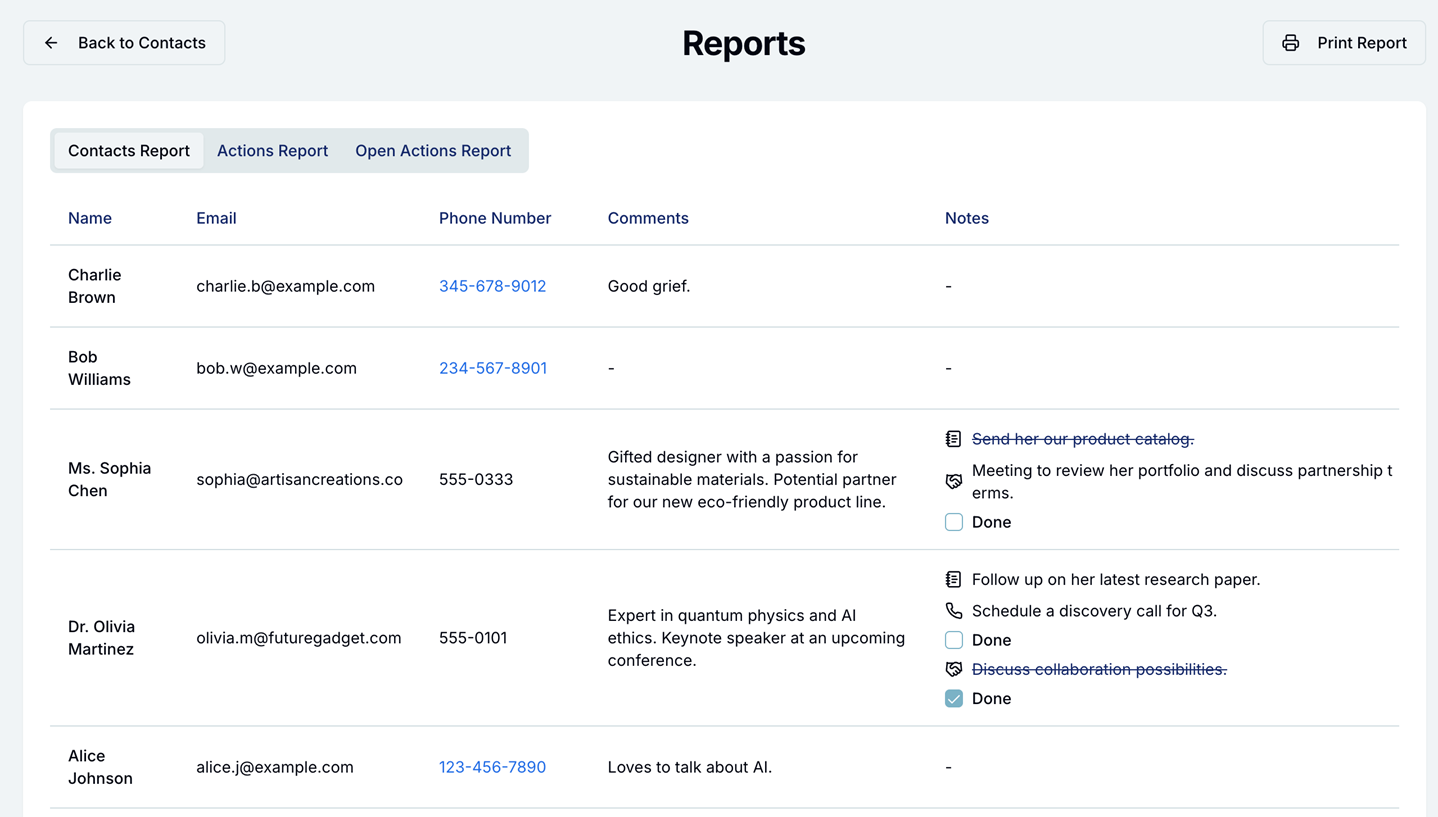 Back to Contacts
Reports
Print Report
Contacts Report
Actions Report
Open Actions Report
Name
Email
Phone Number
Comments
Notes
Charlie
Brown
charlie.b@example.com
345-678-9012
Good grief.
-
Bob
Williams
bob.w@example.com
234-567-8901
-
-
Ms. Sophia
Chen
sophia@artisancreations.co
555-0333
Gifted designer with a passion for
sustainable materials. Potential partner
for our new eco-friendly product line.
Send her our product catalog.
Meeting to review her portfolio and discuss partnership t
erms.
Done
Dr. Olivia
Martinez
olivia.m@futuregadget.com
555-0101
Expert in quantum physics and AI
ethics. Keynote speaker at an upcoming
conference.
Follow up on her latest research paper.
Schedule a discovery call for Q3.
Done
Discuss collaboration possibilities.
Done
Alice
Johnson
alice.j@example.com
123-456-7890
Loves to talk about AI.
-